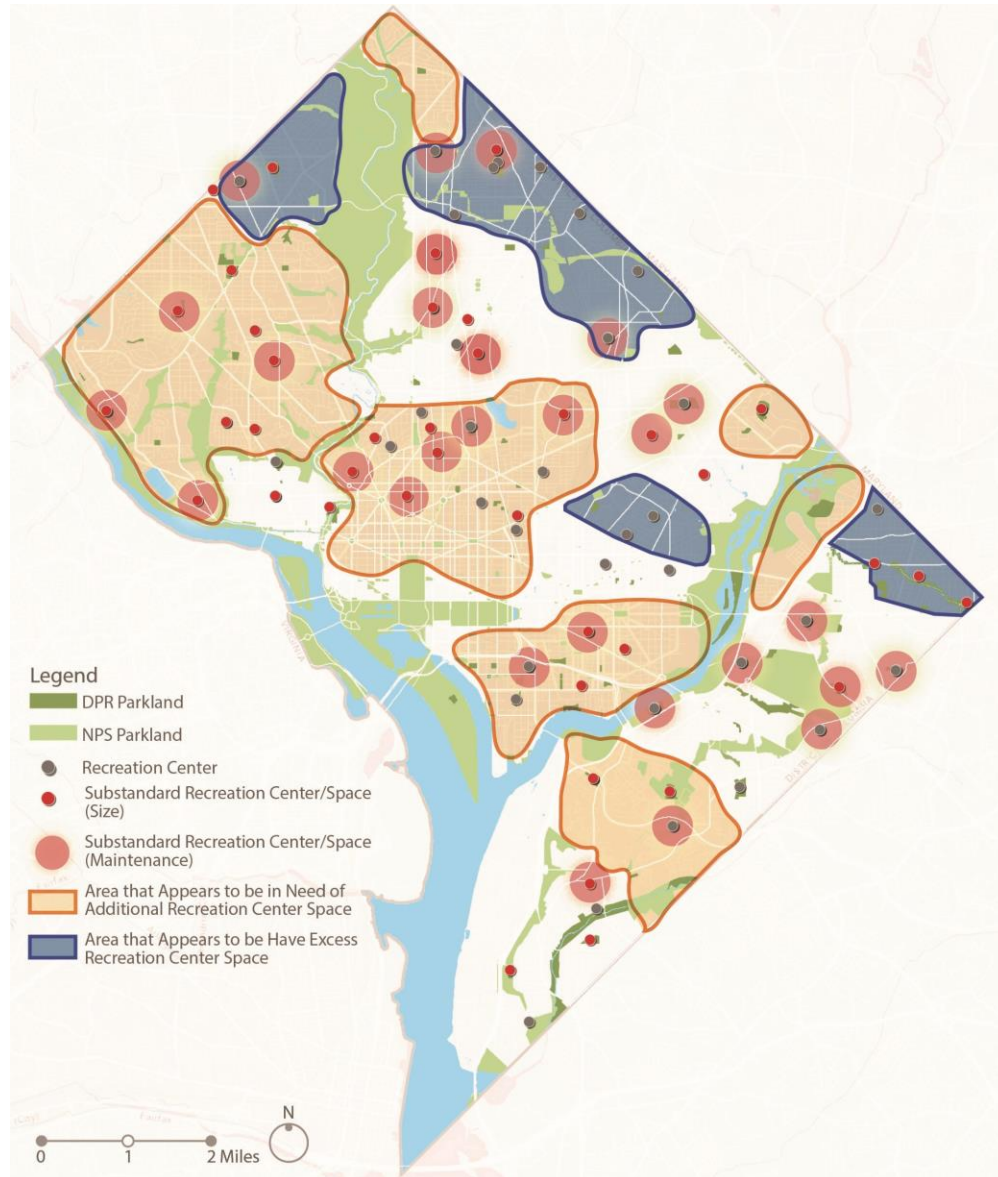 MARYLAND
VIRGINIA
Legend
DPR Parkland
NPS Parkland
Recreation Center
Substandard Recreation Center/Space
(Size)
Substandard Recreation Center/Space
(Maintenance)
Area that Appears to be in Need of
Additional Recreation Center Space
Area that Appears to be Have Excess
Recreation Center Space
N
0
1
2 Miles